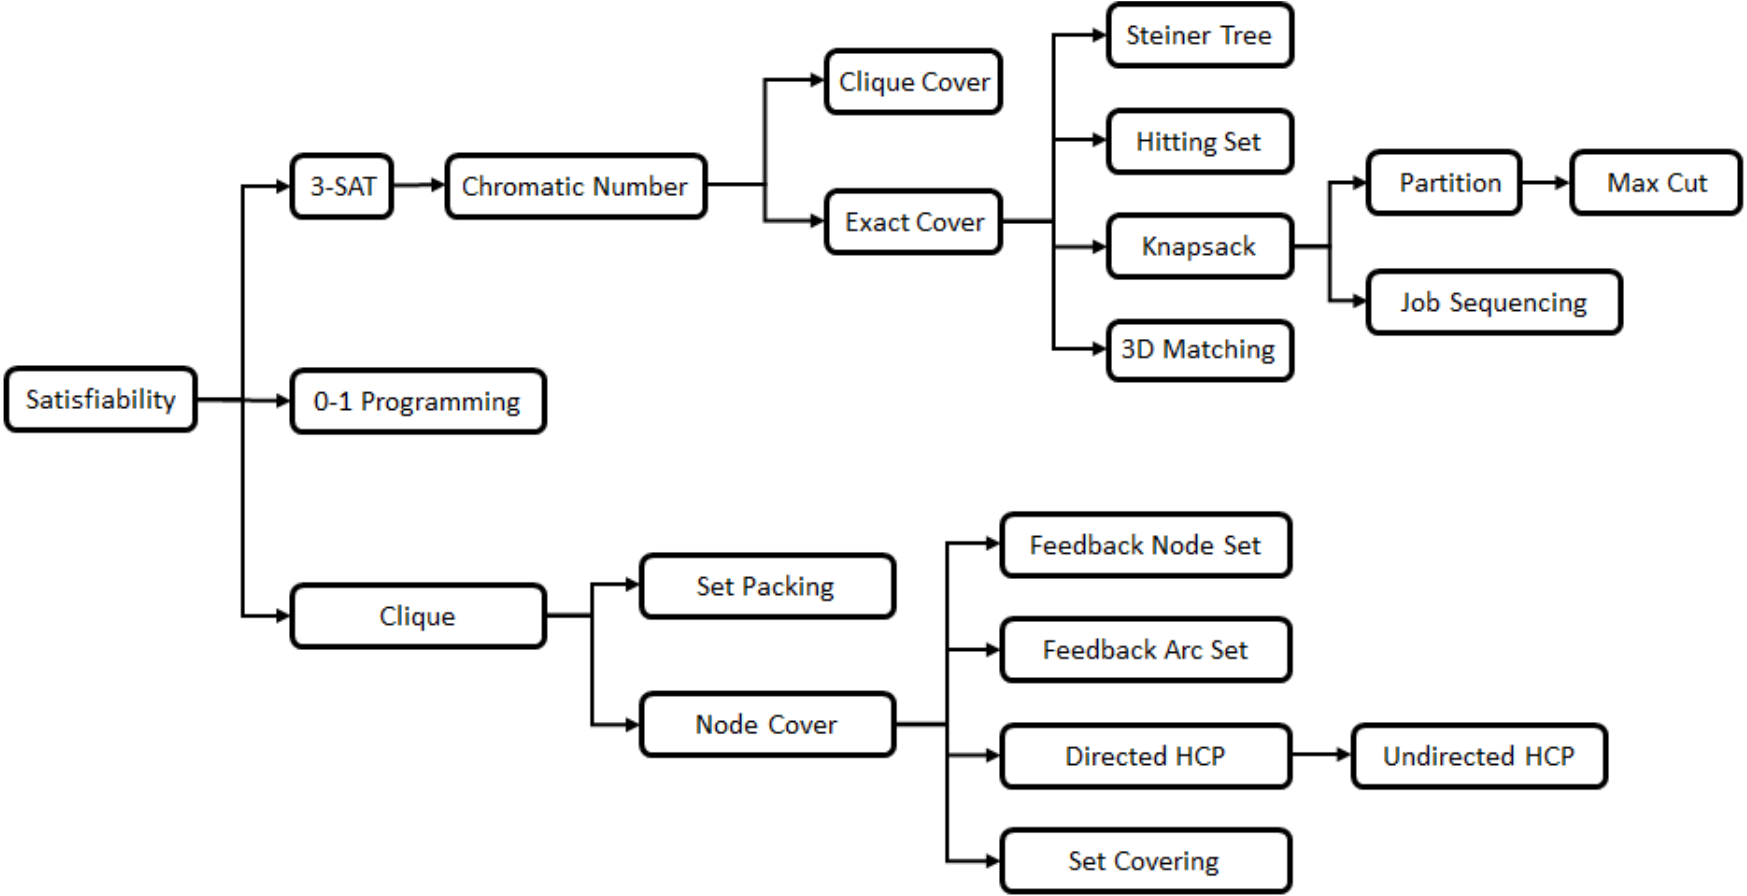 Steiner Tree
Clique Cover
Hitting Set
3-SAT
Chromatic Number
Partition
Max Cut
Exact Cover
Knapsack
Job Sequencing
3D Matching
Satisfiability
0-1 Programming
Feedback Node Set
Set Packing
Clique
Feedback Arc Set
Node Cover
Directed HCP
Undirected HCP
Set Covering